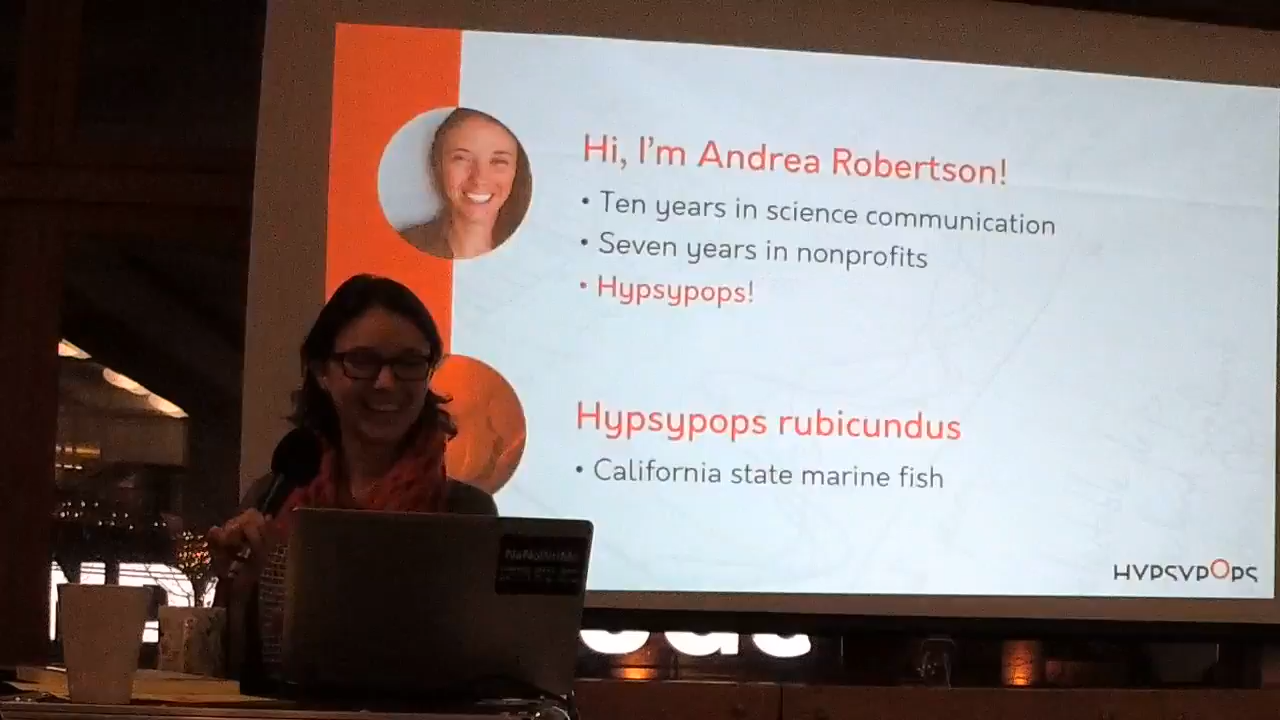 Hi, I'm Andrea Robertson!
• Ten years in science communication
• Seven years in nonprofits
• Hypsypops!
Hypsypops rubicundus
• California state marine fish
HYPSYPOPS
NaNoWriMo